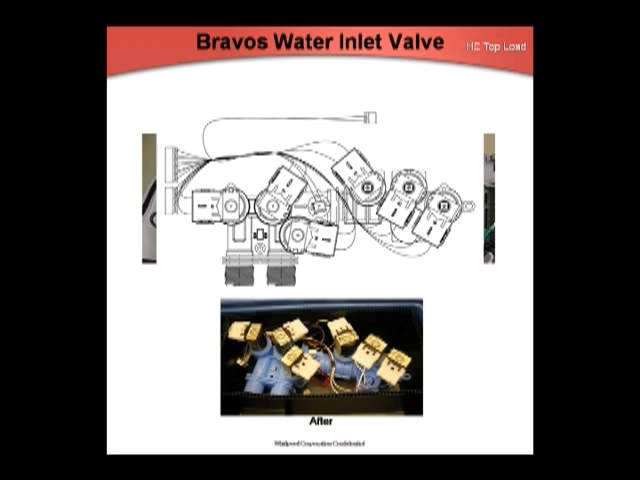 Bravos Water Inlet Valve
HE Top Load
After
Whirlpool Corporation Confidential